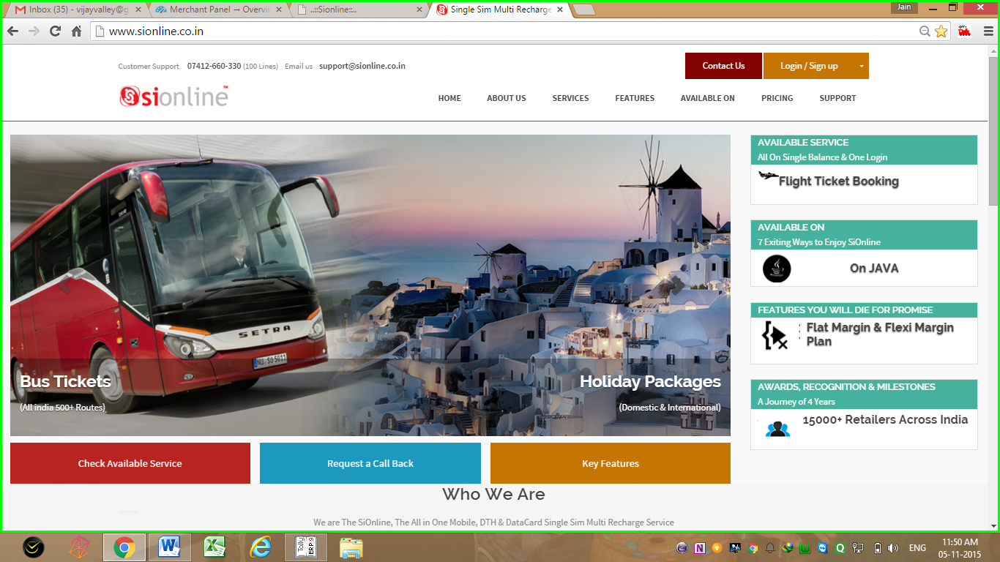 Inbox (35) - vijayvalley@g
Merchant Panel → Overvie
..::Sionline::..
Single Sim Multi Recharge
Jain
www.sionline.co.in
Customer Support 07412-660-330 (100 Lines) Email us support@sionline.co.in
Contact Us
Login / Sign up
sionline™
HOME ABOUT US SERVICES FEATURES AVAILABLE ON PRICING SUPPORT
SETRA
Bus Tickets
(All india 500+ Routes)
Holiday Packages
(Domestic & International)
AVAILABLE SERVICE
All On Single Balance & One Login
Flight Ticket Booking
AVAILABLE ON
7 Exiting Ways to Enjoy SiOnline
On JAVA
FEATURES YOU WILL DIE FOR PROMISE
Flat Margin & Flexi Margin
Plan
AWARDS, RECOGNITION & MILESTONES
A Journey of 4 Years
15000+ Retailers Across India
Check Available Service
Request a Call Back
Key Features
Who We Are
We are The SiOnline, The All in One Mobile, DTH & DataCard Single Sim Multi Recharge Service
Tally
ERP 9
ENG
11:50 AM
05-11-2015